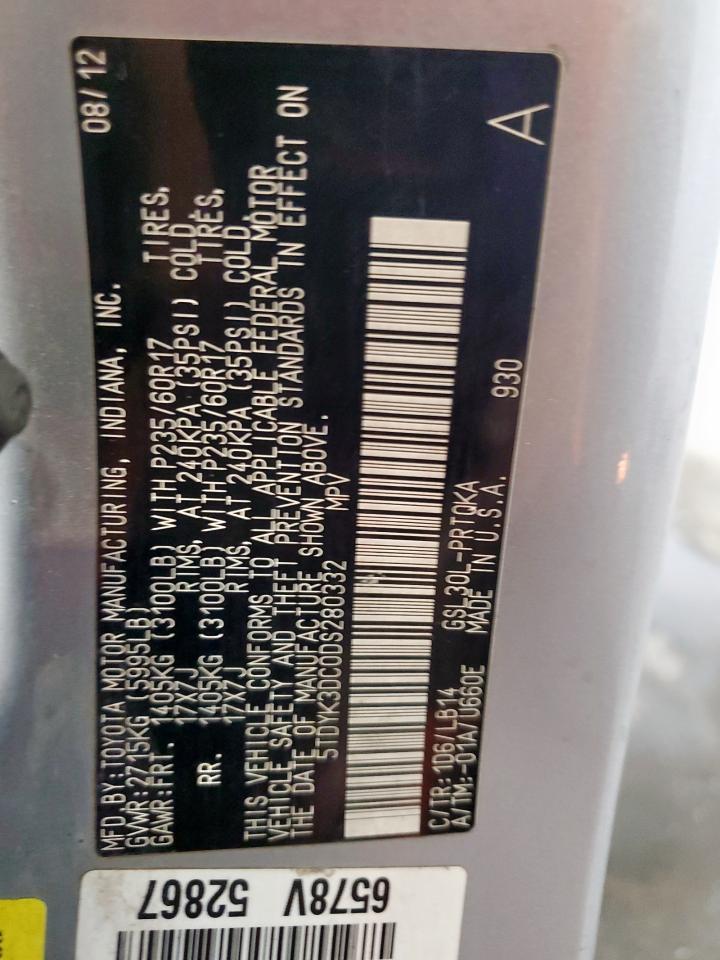 MFD.BY:TOYOTA MOTOR MANUFACTURING, INDIANA, INC. 08/12
GVWR:2715KG(5995LB)
GAWR:FRT. 1405KG(3100LB) WITH P235/60R17 TIRES,
17X7J RIMS, AT 240KPA (35PSI) COLD
RR. 1405KG(3100LB) WITH P235/60R17 TIRES,
17X7J RIMS, AT 240KPA (35PSI) COLD
THIS VEHICLE CONFORMS TO ALL APPLICABLE FEDERAL MOTOR
VEHICLE SAFETY AND THEFT PREVENTION STANDARDS IN EFFECT ON
THE DATE OF MANUFACTURE SHOWN ABOVE.
5TDYK3DC0DS280332 MPV
C/TR:1D6/LB14 GSL30L-PRTQKA 930 A
A/TM:-01A/U660E MADE IN U.S.A.
6578V 52867